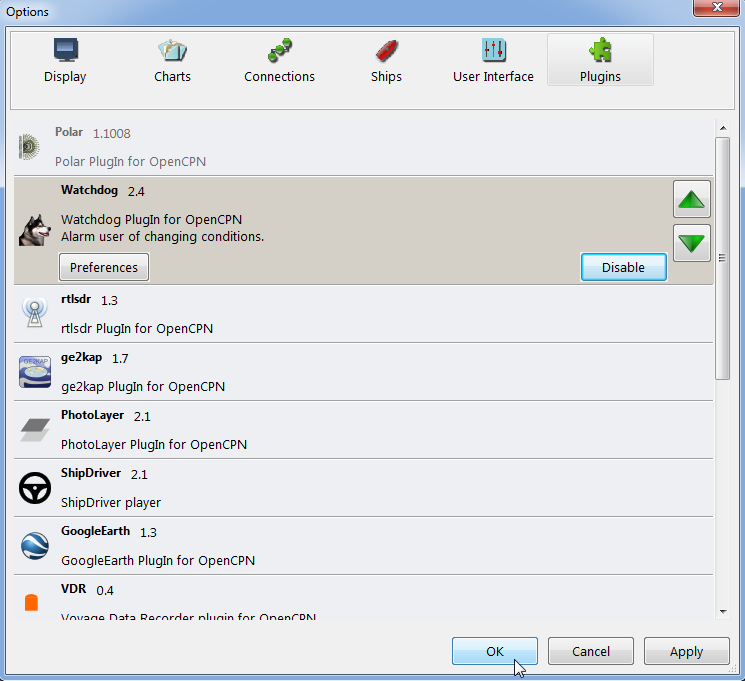 Options
Display
Charts
Connections
Ships
User Interface
Plugins
Polar 1.1008
Polar PlugIn for OpenCPN
Watchdog 2.4
Watchdog PlugIn for OpenCPN
Alarm user of changing conditions.
Preferences
Disable
rtlsdr 1.3
rtlsdr PlugIn for OpenCPN
GE2KAP
ge2kap 1.7
ge2kap PlugIn for OpenCPN
PhotoLayer 2.1
PhotoLayer PlugIn for OpenCPN
ShipDriver 2.1
ShipDriver player
GoogleEarth 1.3
GoogleEarth PlugIn for OpenCPN
VDR 0.4
Voyage Data Recorder plugin for OpenCPN
OK
Cancel
Apply